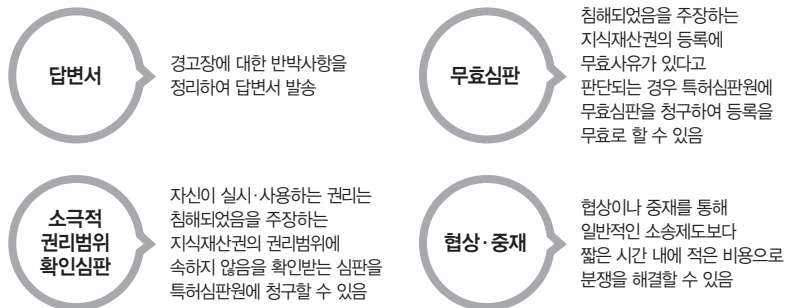 답변서
경고장에 대한 반박사항을
정리하여 답변서 발송
무효심판
침해되었음을 주장하는
지식재산권의 등록에
무효사유가 있다고
판단되는 경우 특허심판원에
무효심판을 청구하여 등록을
무효로 할 수 있음
소극적
권리범위
확인심판
자신이 실시·사용하는 권리는
침해되었음을 주장하는
지식재산권의 권리범위에
속하지 않음을 확인받는 심판을
특허심판원에 청구할 수 있음
협상·중재
협상이나 중재를 통해
일반적인 소송제도보다
짧은 시간 내에 적은 비용으로
분쟁을 해결할 수 있음